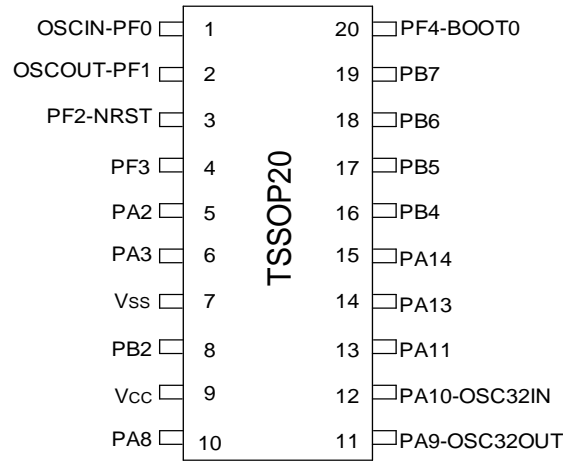 OSCIN-PF0 1 20 PF4-BOOT0
OSCOUT-PF1 2 19 PB7
PF2-NRST 3 18 PB6
PF3 4 17 PB5
PA2 5 16 PB4
PA3 6 15 PA14
Vss 7 14 PA13
PB2 8 13 PA11
Vcc 9 12 PA10-OSC32IN
PA8 10 11 PA9-OSC32OUT
TSSOP20